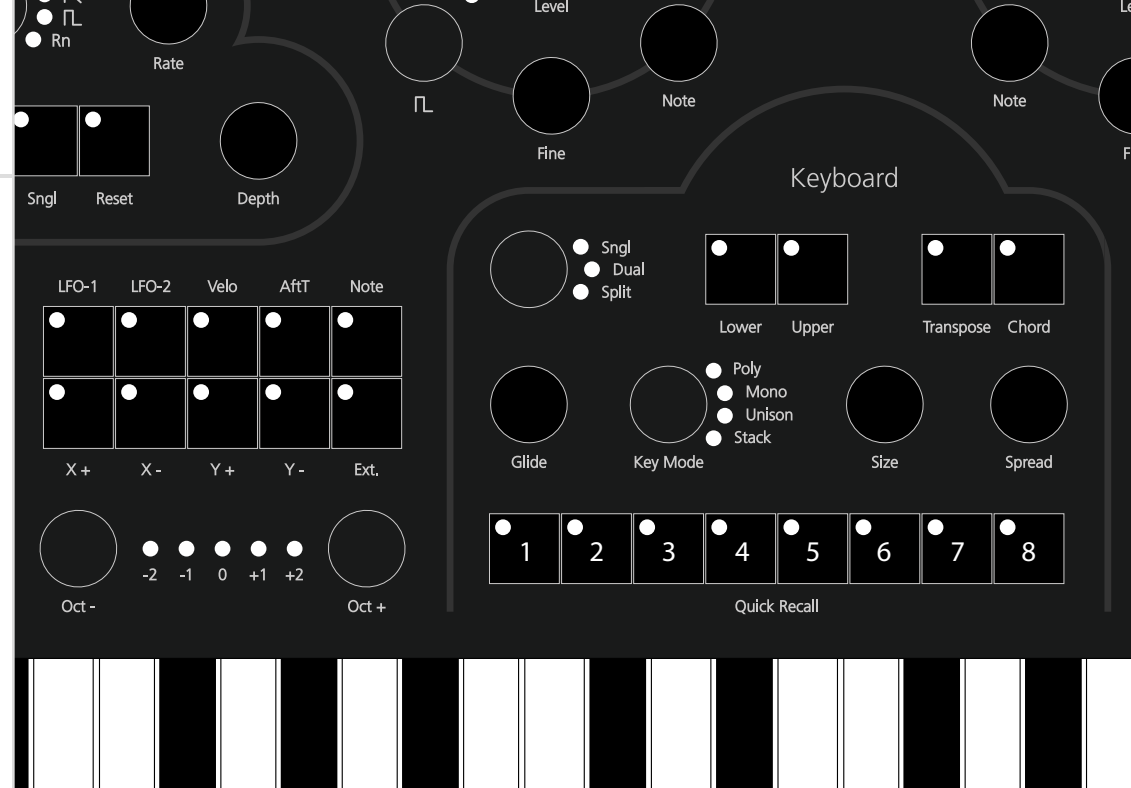 Level
Rn
Rate
Note
Note
Fine
Keyboard
Sngl
Reset
Depth
Sngl
Dual
Split
LFO-1
LFO-2
Velo
AftT
Note
Lower
Upper
Transpose
Chord
Poly
Mono
Unison
Stack
X +
X -
Y +
Y -
Ext.
Glide
Key Mode
Size
Spread
1 2 3 4 5 6 7 8
-2 -1 0 +1 +2
Oct -
Oct +
Quick Recall